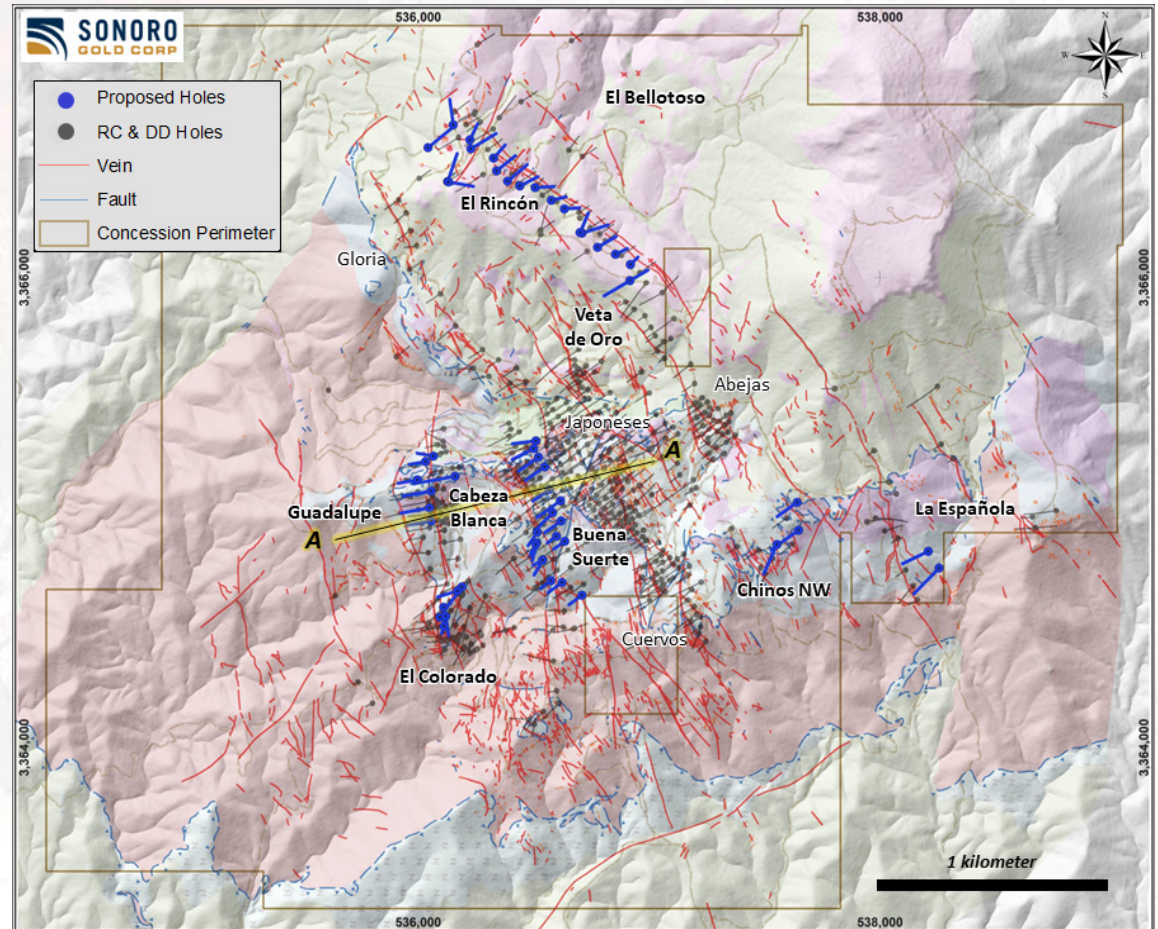 SONORO
GOLD CORP
536,000
538,000
N
W
E
S
Proposed Holes
RC & DD Holes
Vein
Fault
Concession Perimeter
El Bellotoso
El Rincón
Gloria
3,366,000
3,366,000
Veta
de Oro
Abejas
Japoneses
A
Cabeza
Blanca
Guadalupe
A
Buena
Suerte
La Española
Chinos NW
Cuervos
El Colorado
3,364,000
3,364,000
1 kilometer
536,000
538,000